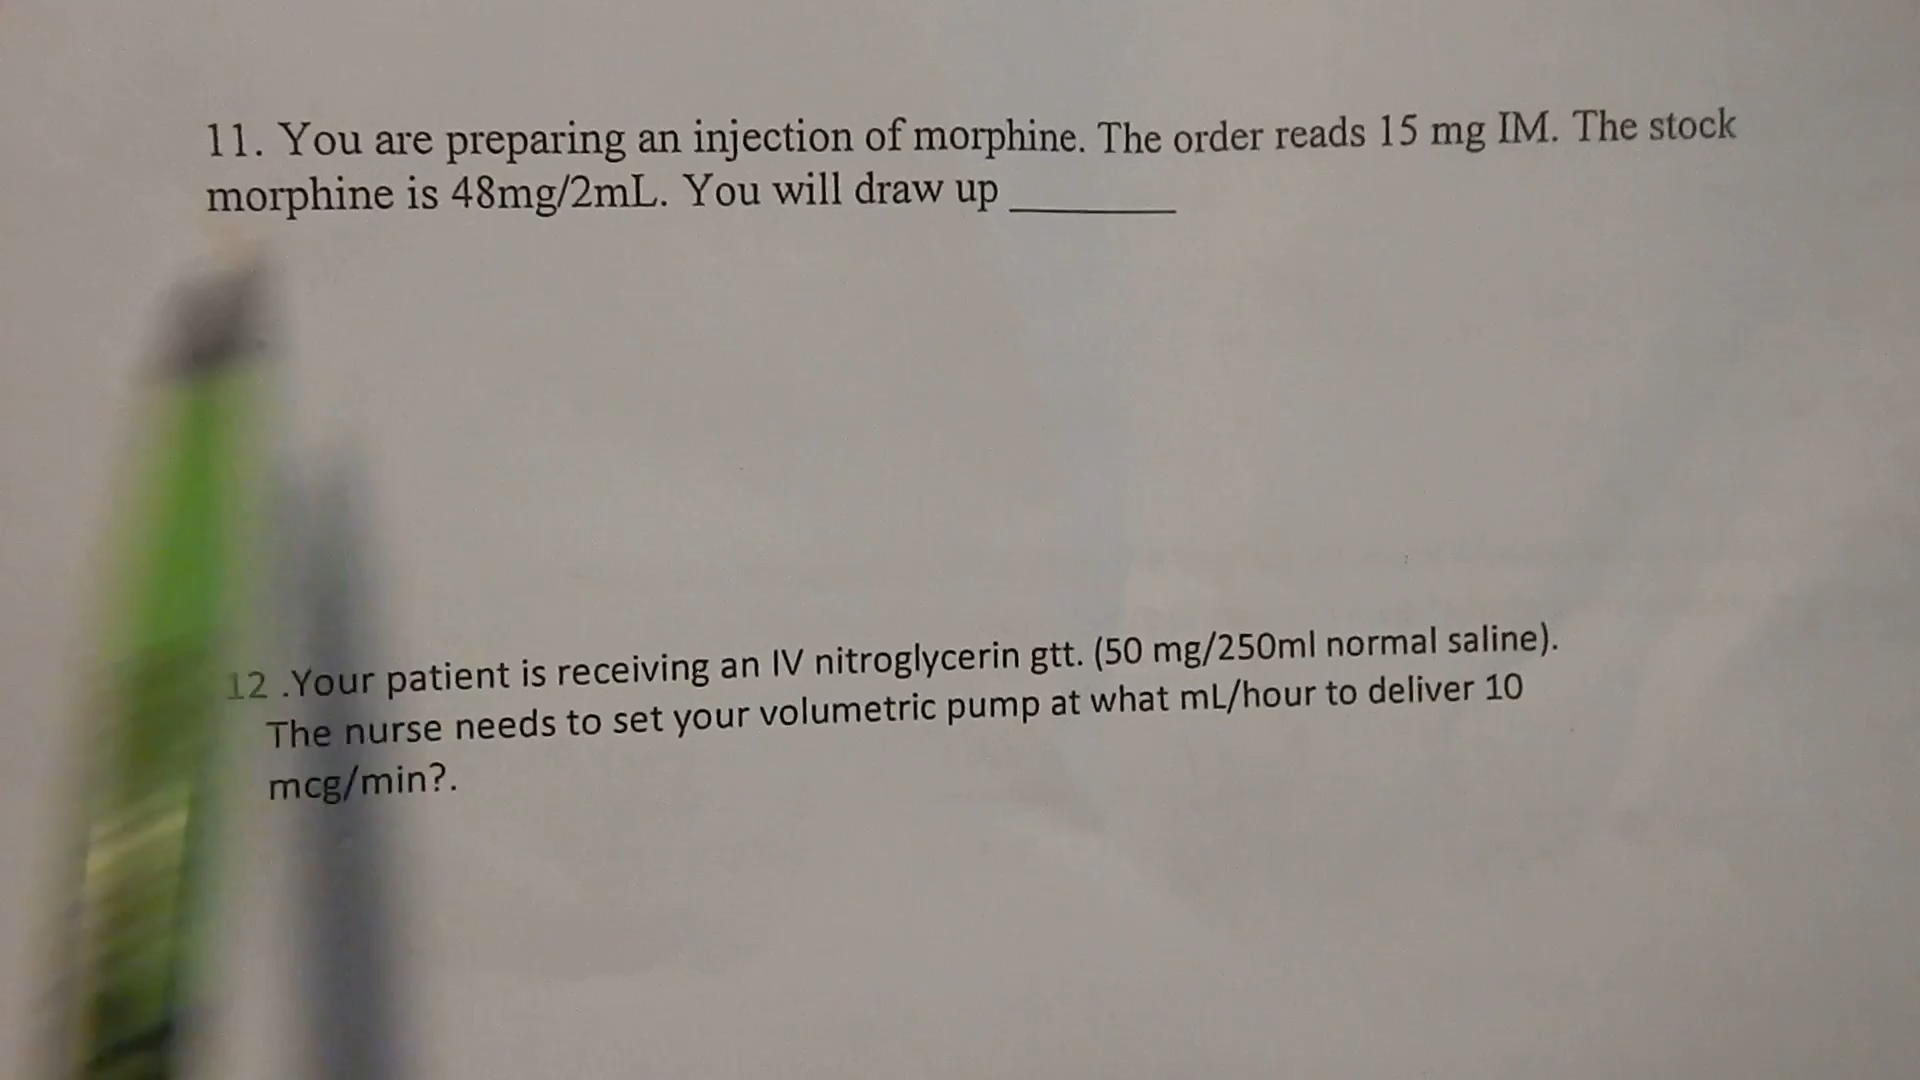 11. You are preparing an injection of morphine. The order reads 15 mg IM. The stock
morphine is 48mg/2mL. You will draw up ________
12 .Your patient is receiving an IV nitroglycerin gtt. (50 mg/250ml normal saline).
The nurse needs to set your volumetric pump at what mL/hour to deliver 10
mcg/min?.